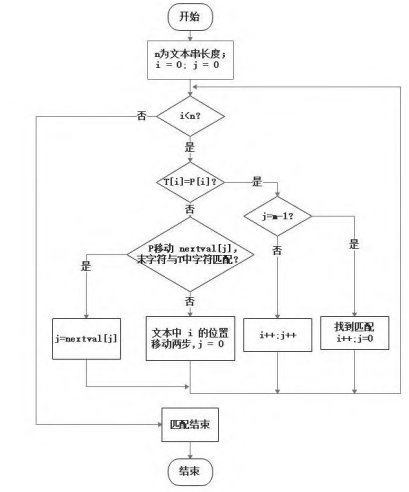 开始
n为文本串长度；
i = 0; j = 0
i<n?
否
是
T[i]=P[i]?
是
否
j=m-1?
P移动 nextval[j],
末字符与T中字符匹配?
是
否
是
否
j=nextval[j]
文本中 i 的位置
移动两步,j = 0
i++;j++
找到匹配
i++;j=0
匹配结束
结束